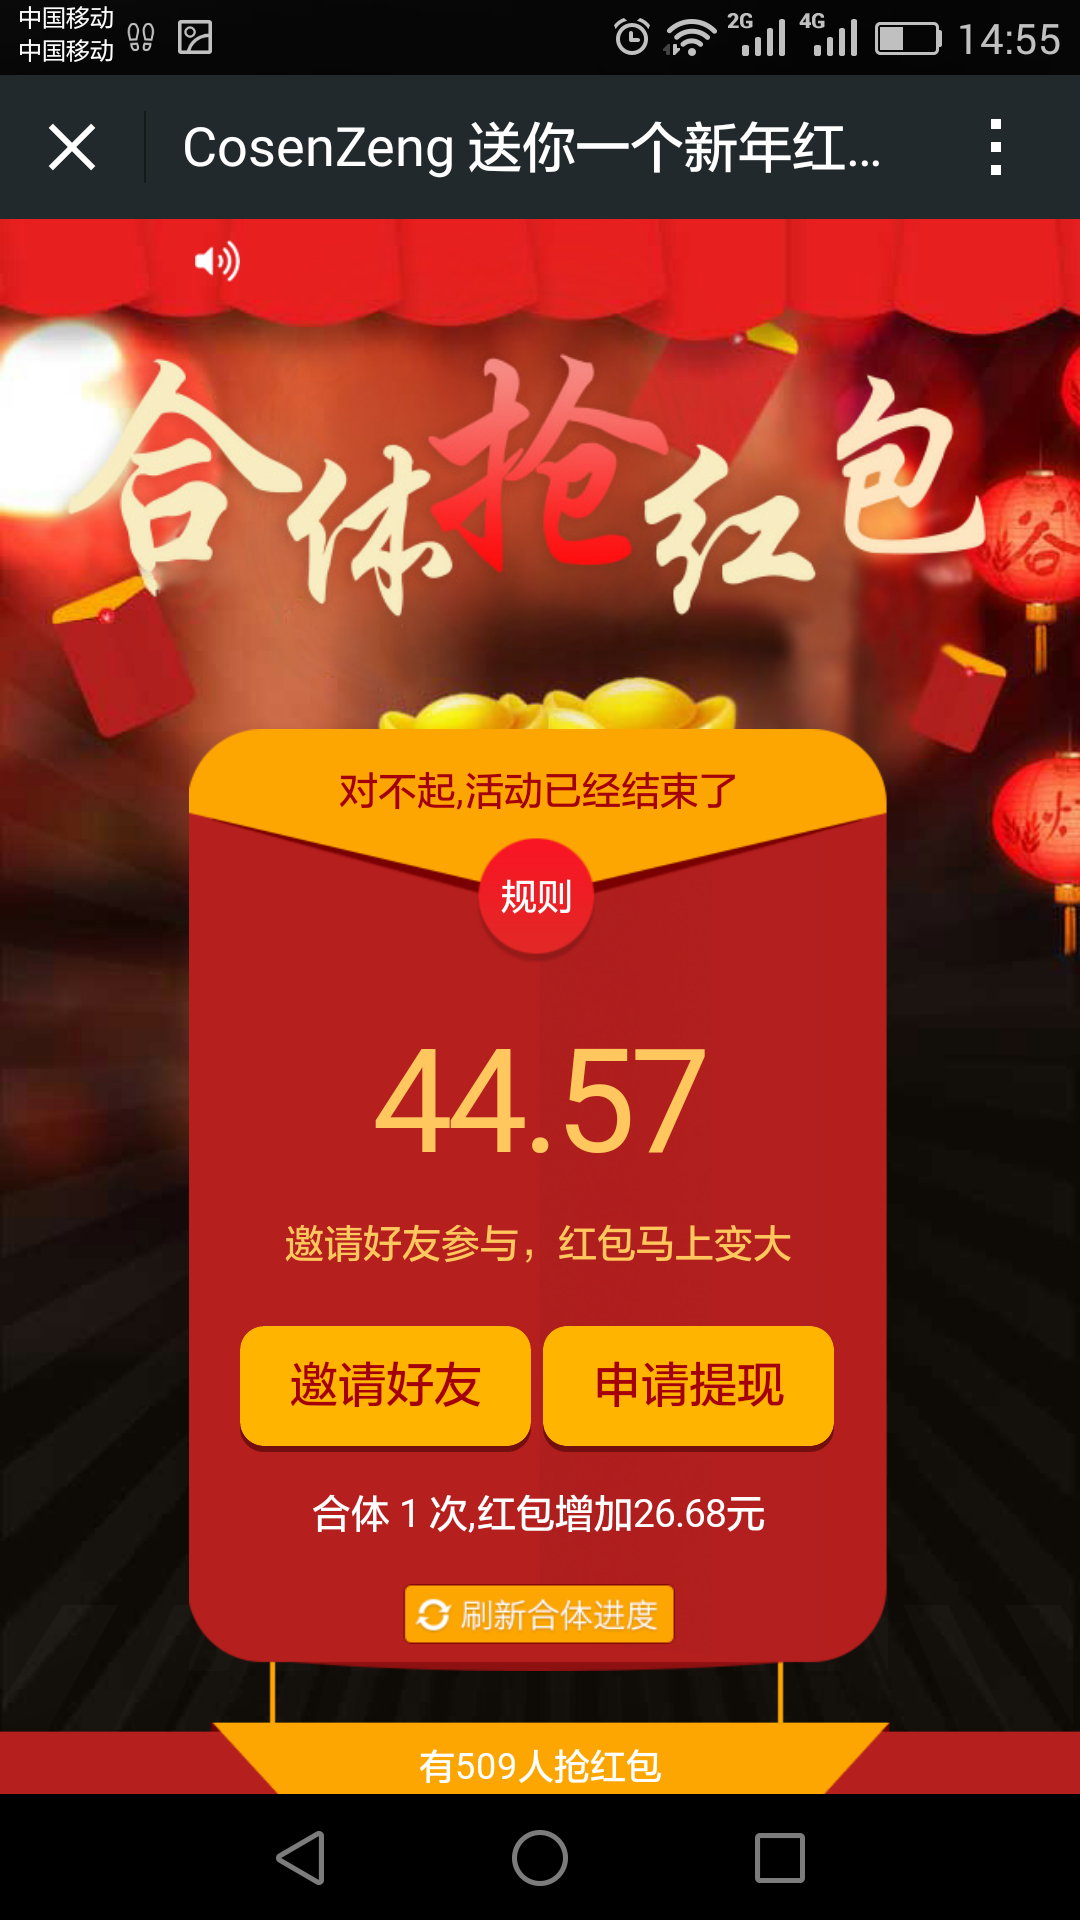 中国移动
中国移动
2G
4G
14:55
CosenZeng 送你一个新年红...
合体抢红包
对不起,活动已经结束了
规则
44.57
邀请好友参与，红包马上变大
邀请好友 申请提现
合体 1 次,红包增加26.68元
刷新合体进度
有509人抢红包